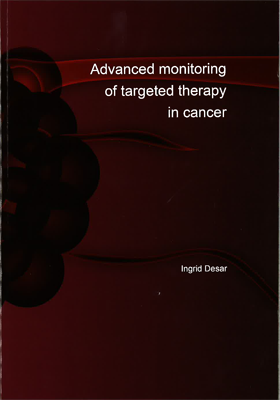 Advanced monitoring
of targeted therapy
in cancer
Ingrid Desar